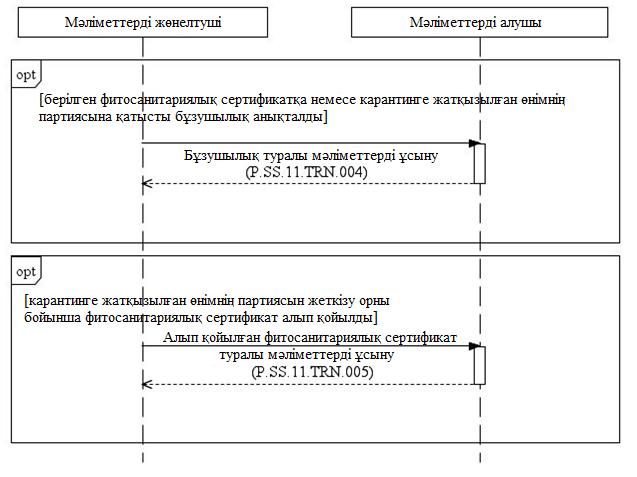 Мәліметтерді жөнелтуші
Мәліметтерді алушы
opt
[берілген фитосанитариялық сертификатқа немесе карантинге жатқызылған өнімнің
партиясына қатысты бұзушылық анықталды]
Бұзушылық туралы мәліметтерді ұсыну
(P.SS.11.TRN.004)
opt
[карантинге жатқызылған өнімнің партиясын жеткізу орны
бойынша фитосанитариялық сертификат алып қойылды]
Алып қойылған фитосанитариялық сертификат
туралы мәліметтерді ұсыну
(P.SS.11.TRN.005)